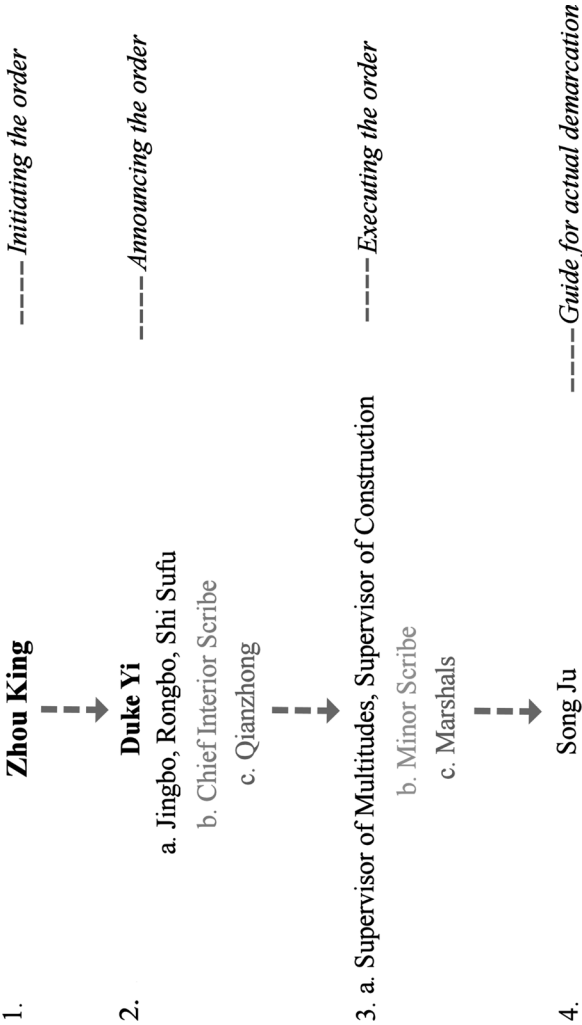 1. Zhou King ----Initiating the order
2. Duke Yi ----Announcing the order
a. Jingbo, Rongbo, Shi Sufu
b. Chief Interior Scribe
c. Qianzhong
3. a. Supervisor of Multitudes, Supervisor of Construction ----Executing the order
b. Minor Scribe
c. Marshals
4. Song Ju ----Guide for actual demarcation